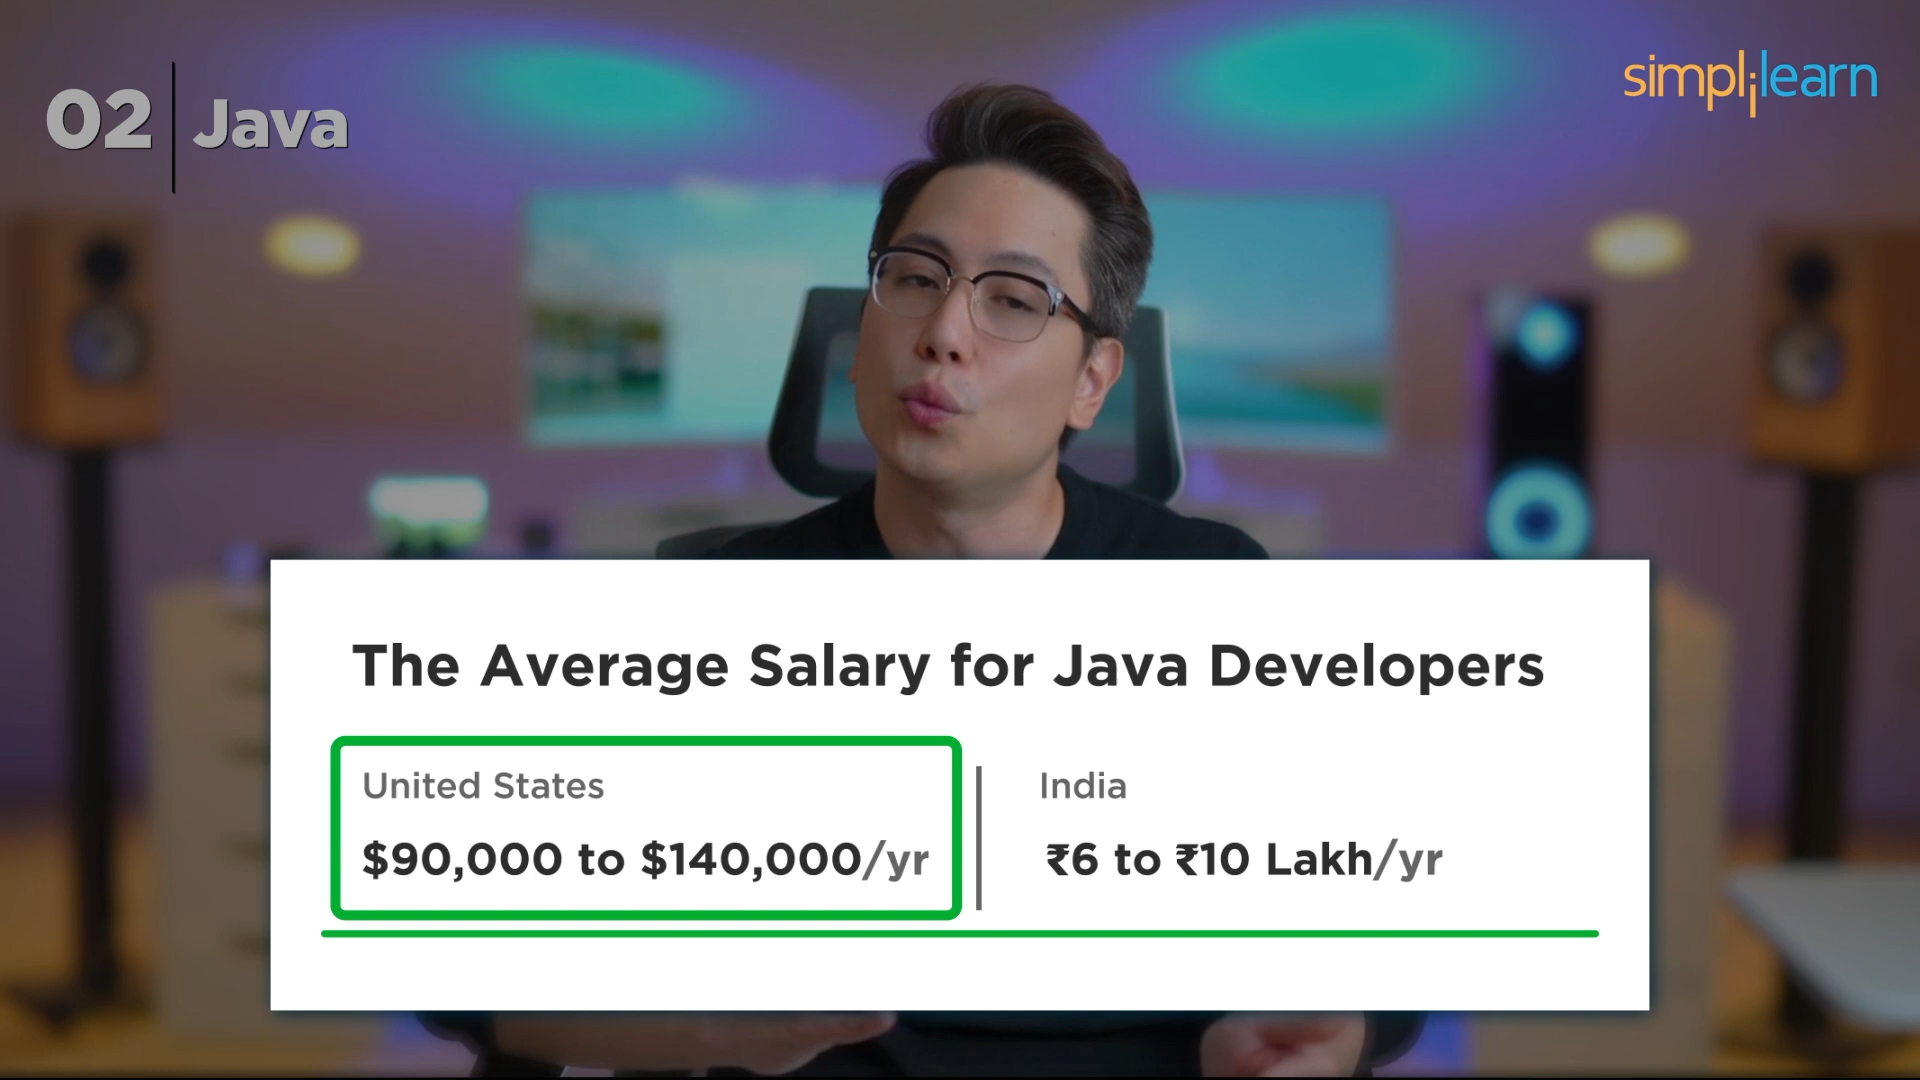 02 | Java
simplilearn
The Average Salary for Java Developers
United States
$90,000 to $140,000/yr
India
₹6 to ₹10 Lakh/yr